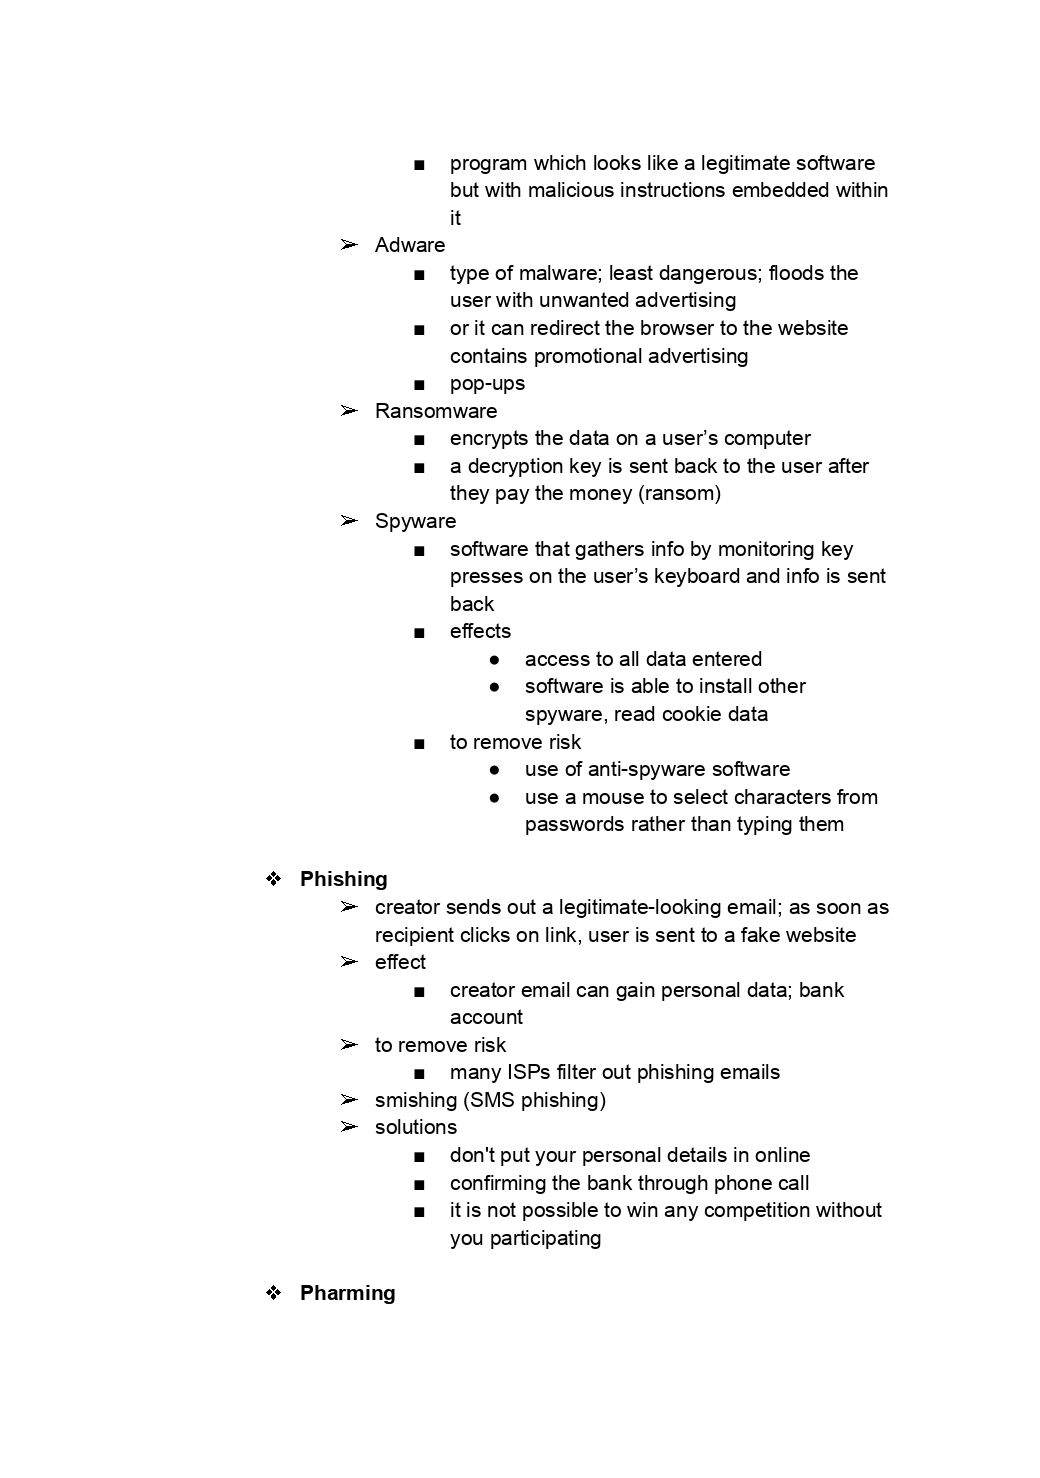 ■ program which looks like a legitimate software
but with malicious instructions embedded within
it
➢ Adware
■ type of malware; least dangerous; floods the
user with unwanted advertising
■ or it can redirect the browser to the website
contains promotional advertising
■ pop-ups
➢ Ransomware
■ encrypts the data on a user’s computer
■ a decryption key is sent back to the user after
they pay the money (ransom)
➢ Spyware
■ software that gathers info by monitoring key
presses on the user’s keyboard and info is sent
back
■ effects
● access to all data entered
● software is able to install other
spyware, read cookie data
■ to remove risk
● use of anti-spyware software
● use a mouse to select characters from
passwords rather than typing them
❖ Phishing
➢ creator sends out a legitimate-looking email; as soon as
recipient clicks on link, user is sent to a fake website
➢ effect
■ creator email can gain personal data; bank
account
➢ to remove risk
■ many ISPs filter out phishing emails
➢ smishing (SMS phishing)
➢ solutions
■ don't put your personal details in online
■ confirming the bank through phone call
■ it is not possible to win any competition without
you participating
❖ Pharming